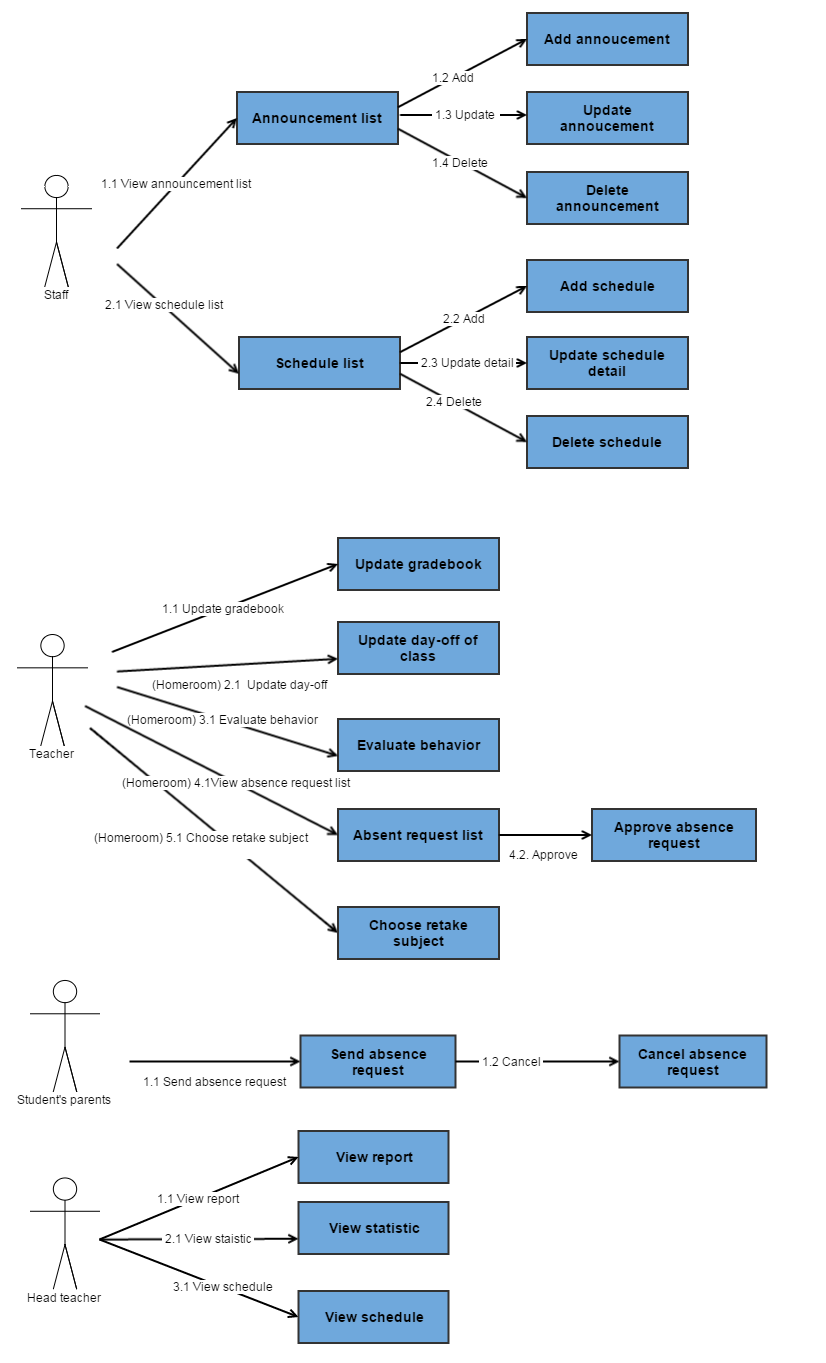 Add annoucement
1.2 Add
Announcement list
1.3 Update
Update
annoucement
1.4 Delete
1.1 View announcement list
Delete
announcement
Staff
2.1 View schedule list
Add schedule
2.2 Add
Schedule list
2.3 Update detail
Update schedule
detail
2.4 Delete
Delete schedule
Update gradebook
1.1 Update gradebook
Update day-off of
class
(Homeroom) 2.1  Update day-off
(Homeroom) 3.1 Evaluate behavior
Teacher
Evaluate behavior
(Homeroom) 4.1View absence request list
(Homeroom) 5.1 Choose retake subject
Absent request list
4.2. Approve
Approve absence
request
Choose retake
subject
Send absence
request
1.2 Cancel
Cancel absence
request
1.1 Send absence request
Student's parents
View report
1.1 View report
View statistic
2.1 View staistic
3.1 View schedule
Head teacher
View schedule